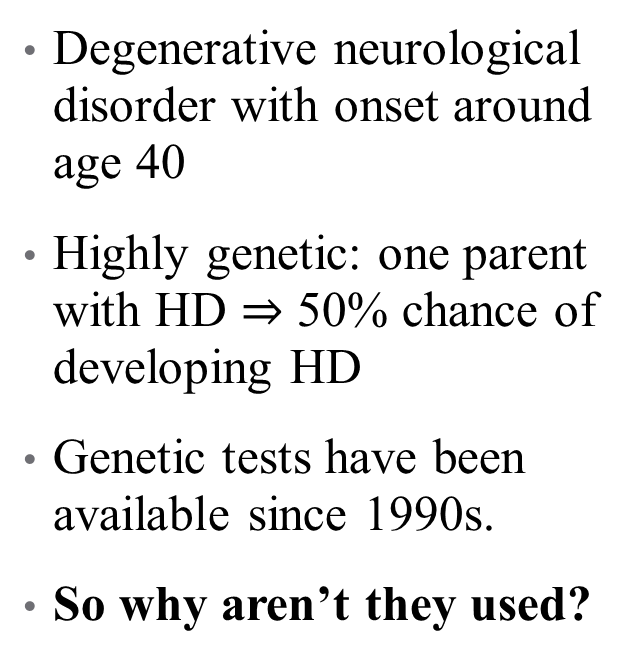 • Degenerative neurological
disorder with onset around
age 40
• Highly genetic: one parent
with HD ⇒ 50% chance of
developing HD
• Genetic tests have been
available since 1990s.
• So why aren’t they used?